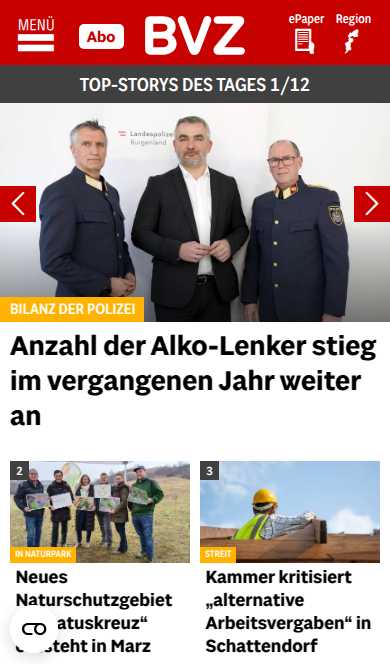 MENÜ
Abo
BVZ
ePaper
Region
TOP-STORYS DES TAGES 1/12
Landespolizei
Burgenland
BILANZ DER POLIZEI
Anzahl der Alko-Lenker stieg
im vergangenen Jahr weiter
an
2
IN NATURPARK
Neues
Naturschutzgebiet
atuskreuz“
steht in Marz
3
STREIT
Kammer kritisiert
„alternative
Arbeitsvergaben“ in
Schattendorf